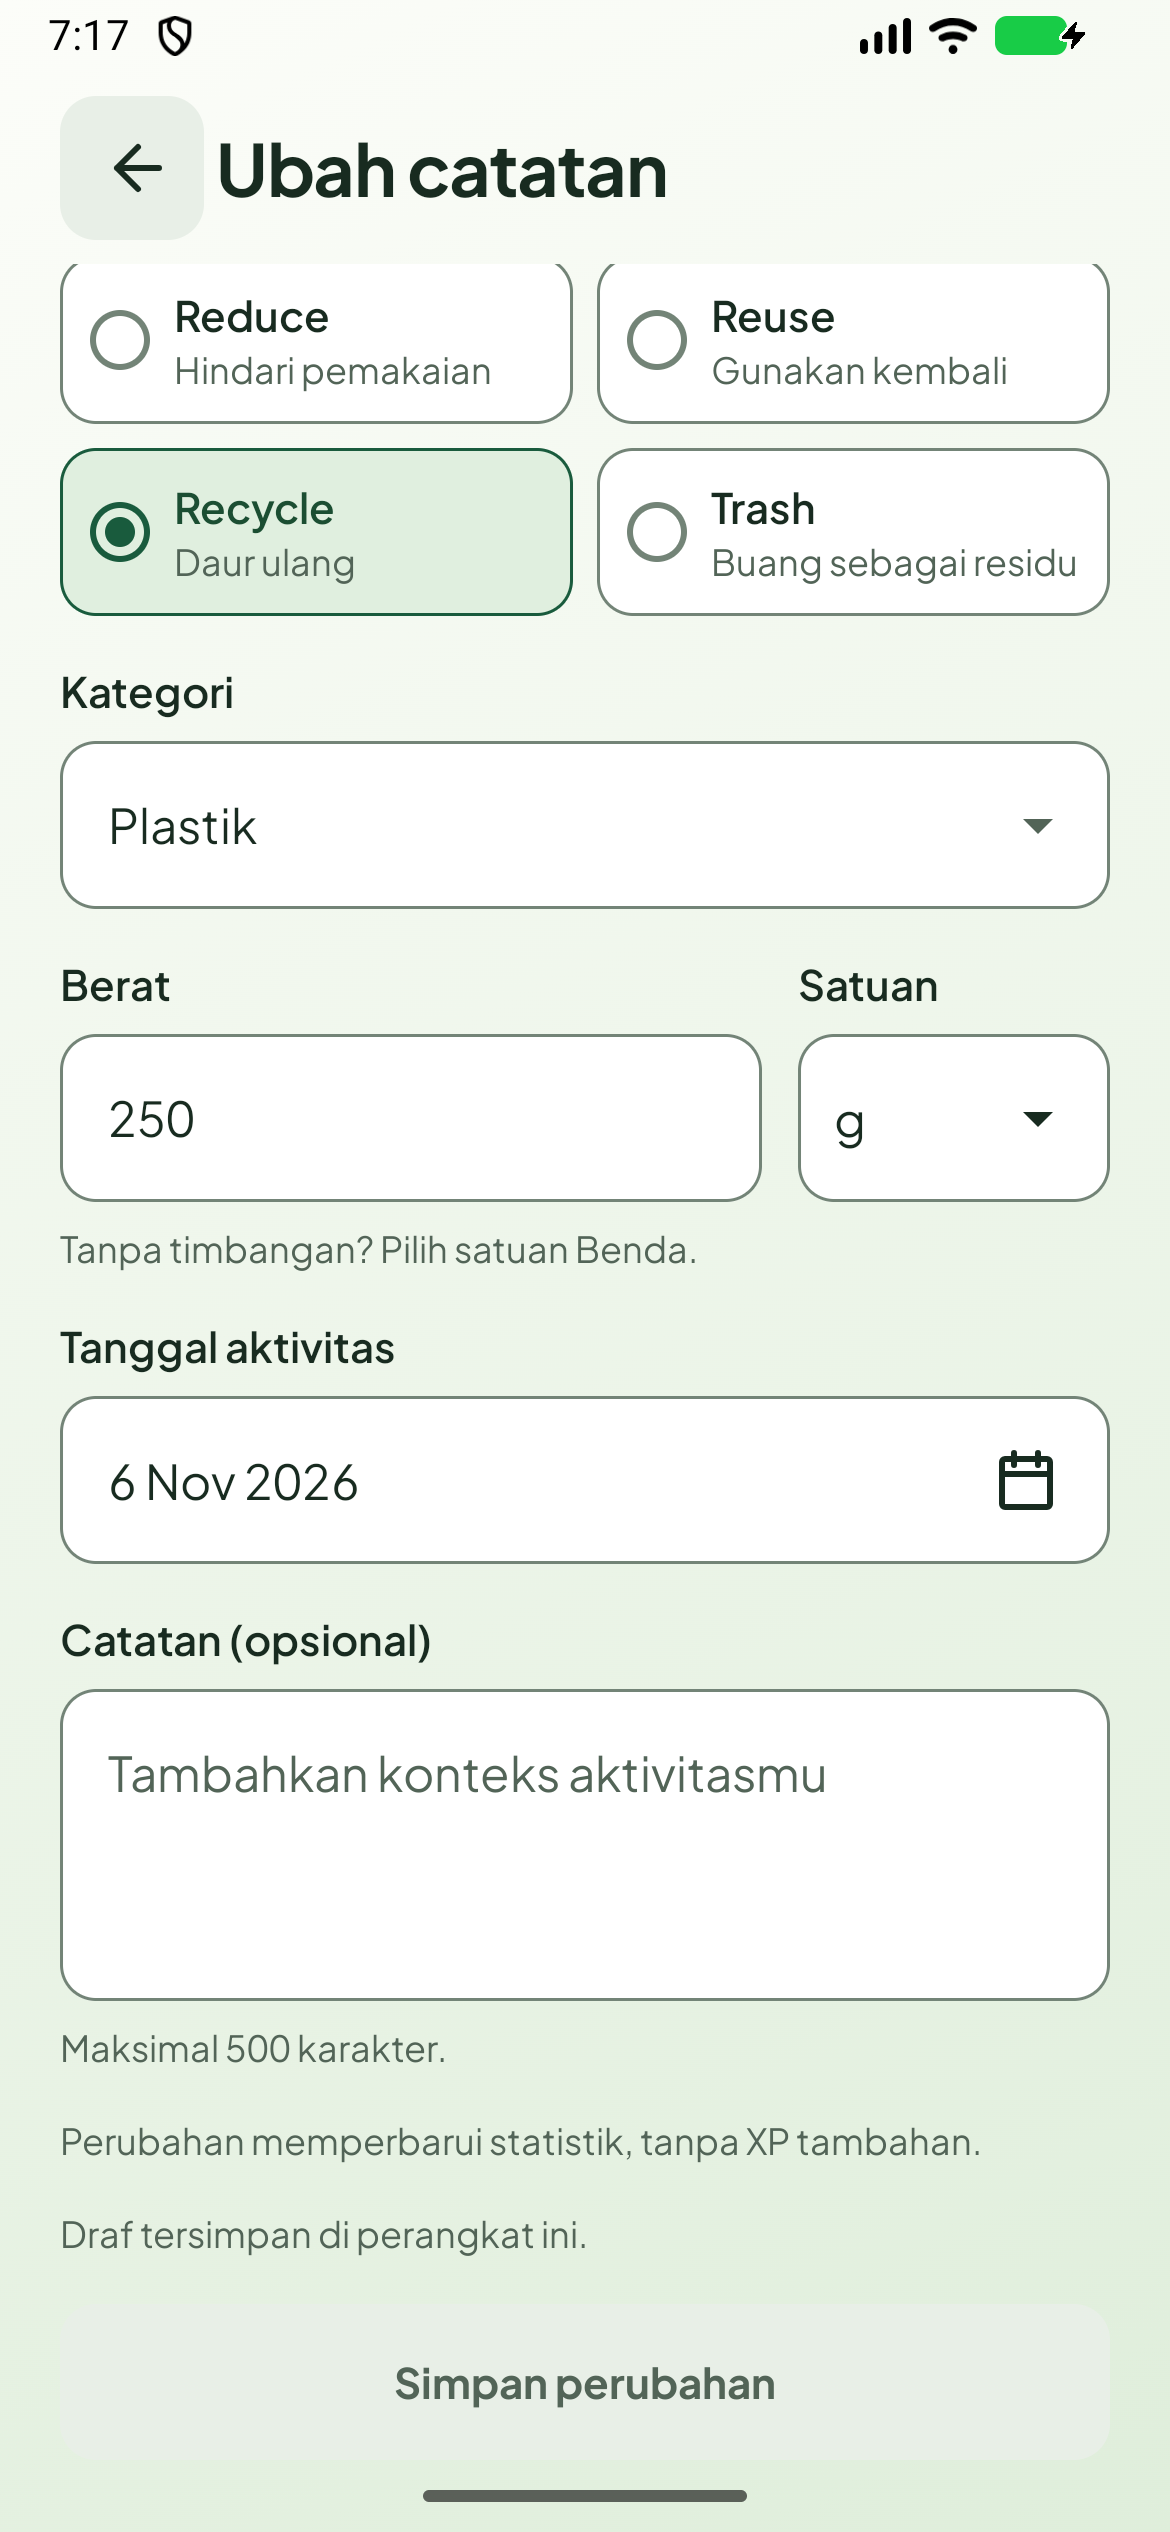 7:17
Ubah catatan
Reduce
Hindari pemakaian
Reuse
Gunakan kembali
Recycle
Daur ulang
Trash
Buang sebagai residu
Kategori
Plastik
Berat
Satuan
250
g
Tanpa timbangan? Pilih satuan Benda.
Tanggal aktivitas
6 Nov 2026
Catatan (opsional)
Tambahkan konteks aktivitasmu
Maksimal 500 karakter.
Perubahan memperbarui statistik, tanpa XP tambahan.
Draf tersimpan di perangkat ini.
Simpan perubahan